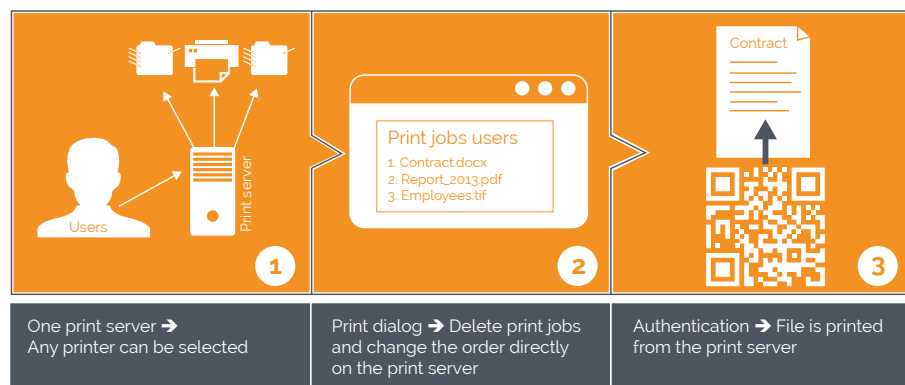 Users
Print server
1
Print jobs users
1. Contract.docx
2. Report_2013.pdf
3. Employees.tif
2
Contract
3
One print server ➔
Any printer can be selected
Print dialog ➔ Delete print jobs
and change the order directly
on the print server
Authentication ➔ File is printed
from the print server